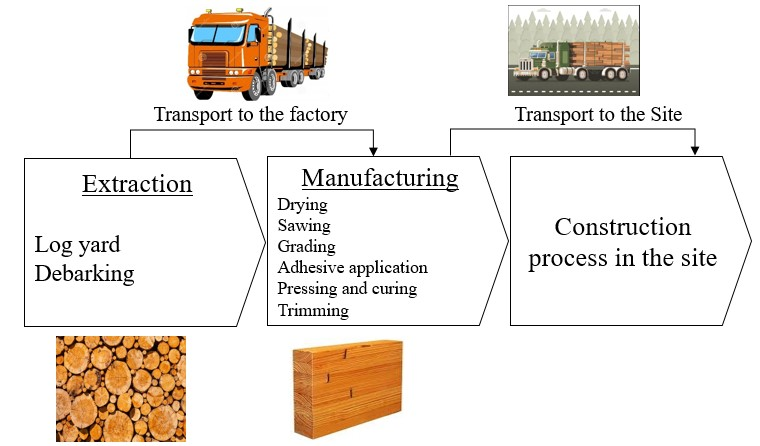 Transport to the factory
Transport to the Site
Extraction
Log yard
Debarking
Manufacturing
Drying
Sawing
Grading
Adhesive application
Pressing and curing
Trimming
Construction
process in the site